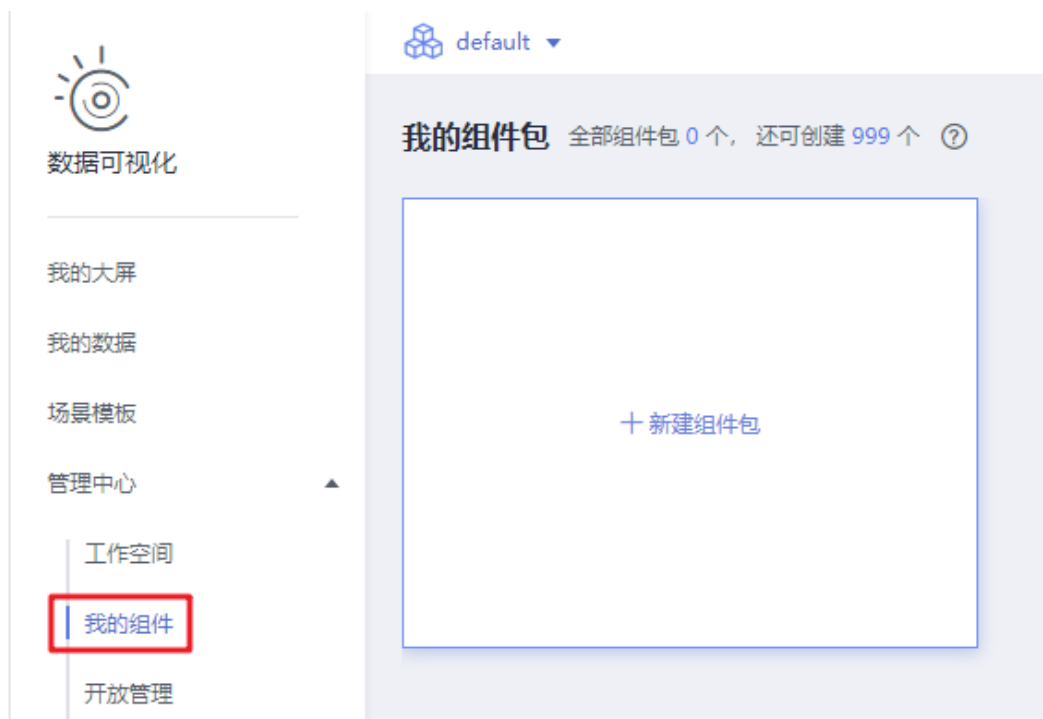 default
数据可视化
我的组件包 全部组件包 0 个, 还可创建 999 个 ?
我的大屏
我的数据
场景模板
+ 新建组件包
管理中心
工作空间
我的组件
开放管理